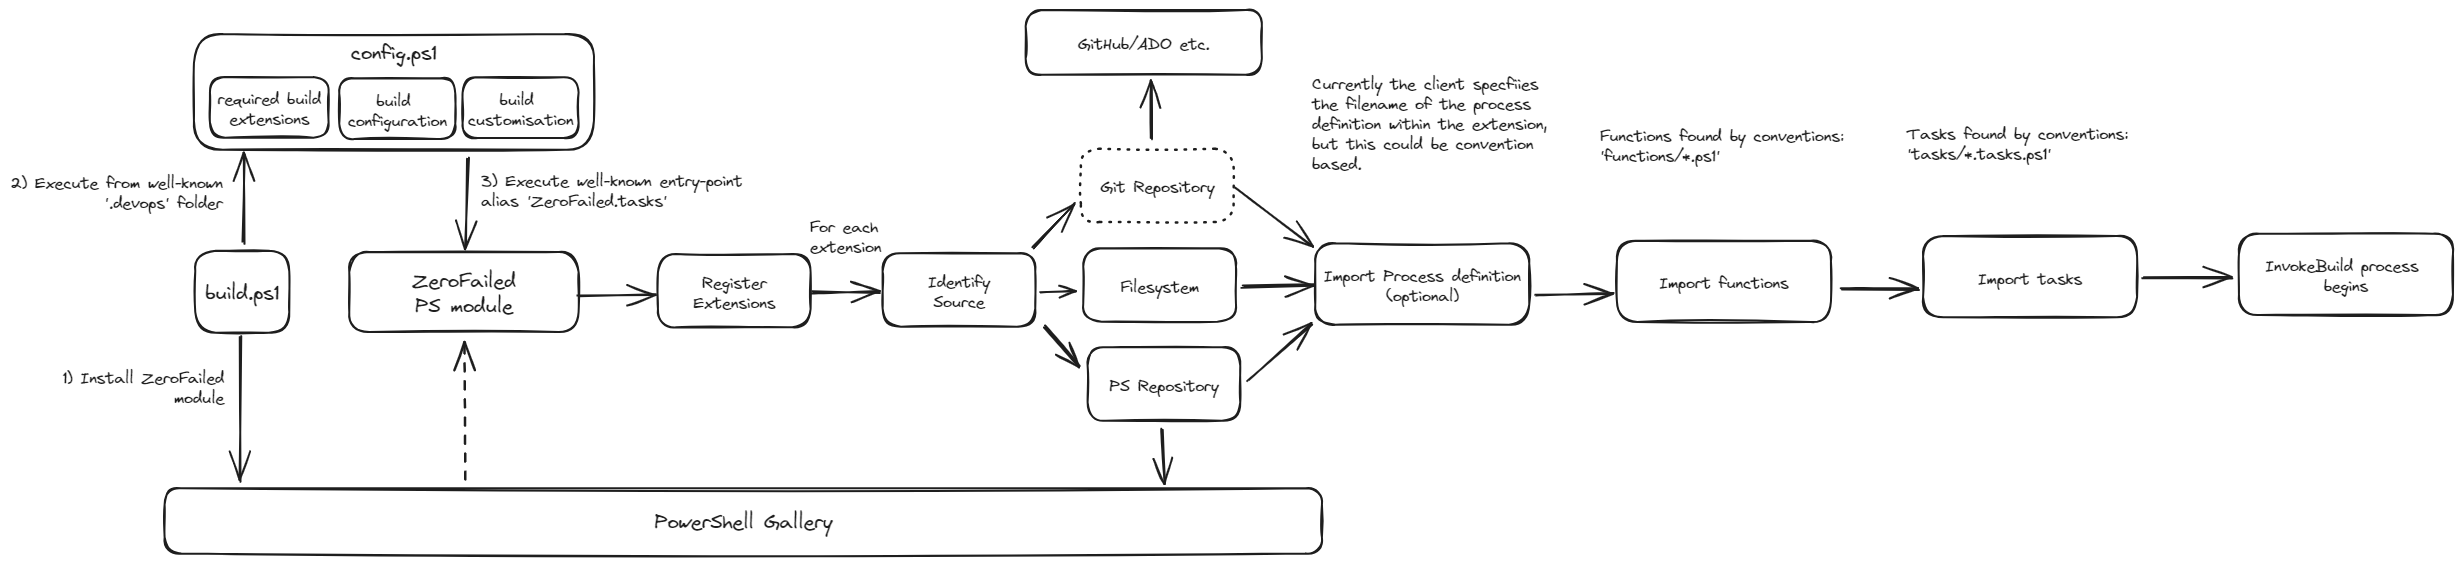 config.ps1
required build
extensions
build
configuration
build
customisation
2) Execute from well-known
'.devops' folder
3) Execute well-known entry-point
alias 'ZeroFailed.tasks'
build.ps1
1) Install ZeroFailed
module
ZeroFailed
PS module
Register
Extensions
For each
extension
Identify
Source
GitHub/ADO etc.
Git Repository
Filesystem
PS Repository
PowerShell Gallery
Currently the client specfiies
the filename of the process
definition within the extension,
but this could be convention
based.
Import Process definition
(optional)
Functions found by conventions:
'functions/*.ps1'
Import functions
Tasks found by conventions:
'tasks/*.tasks.ps1'
Import tasks
InvokeBuild process
begins